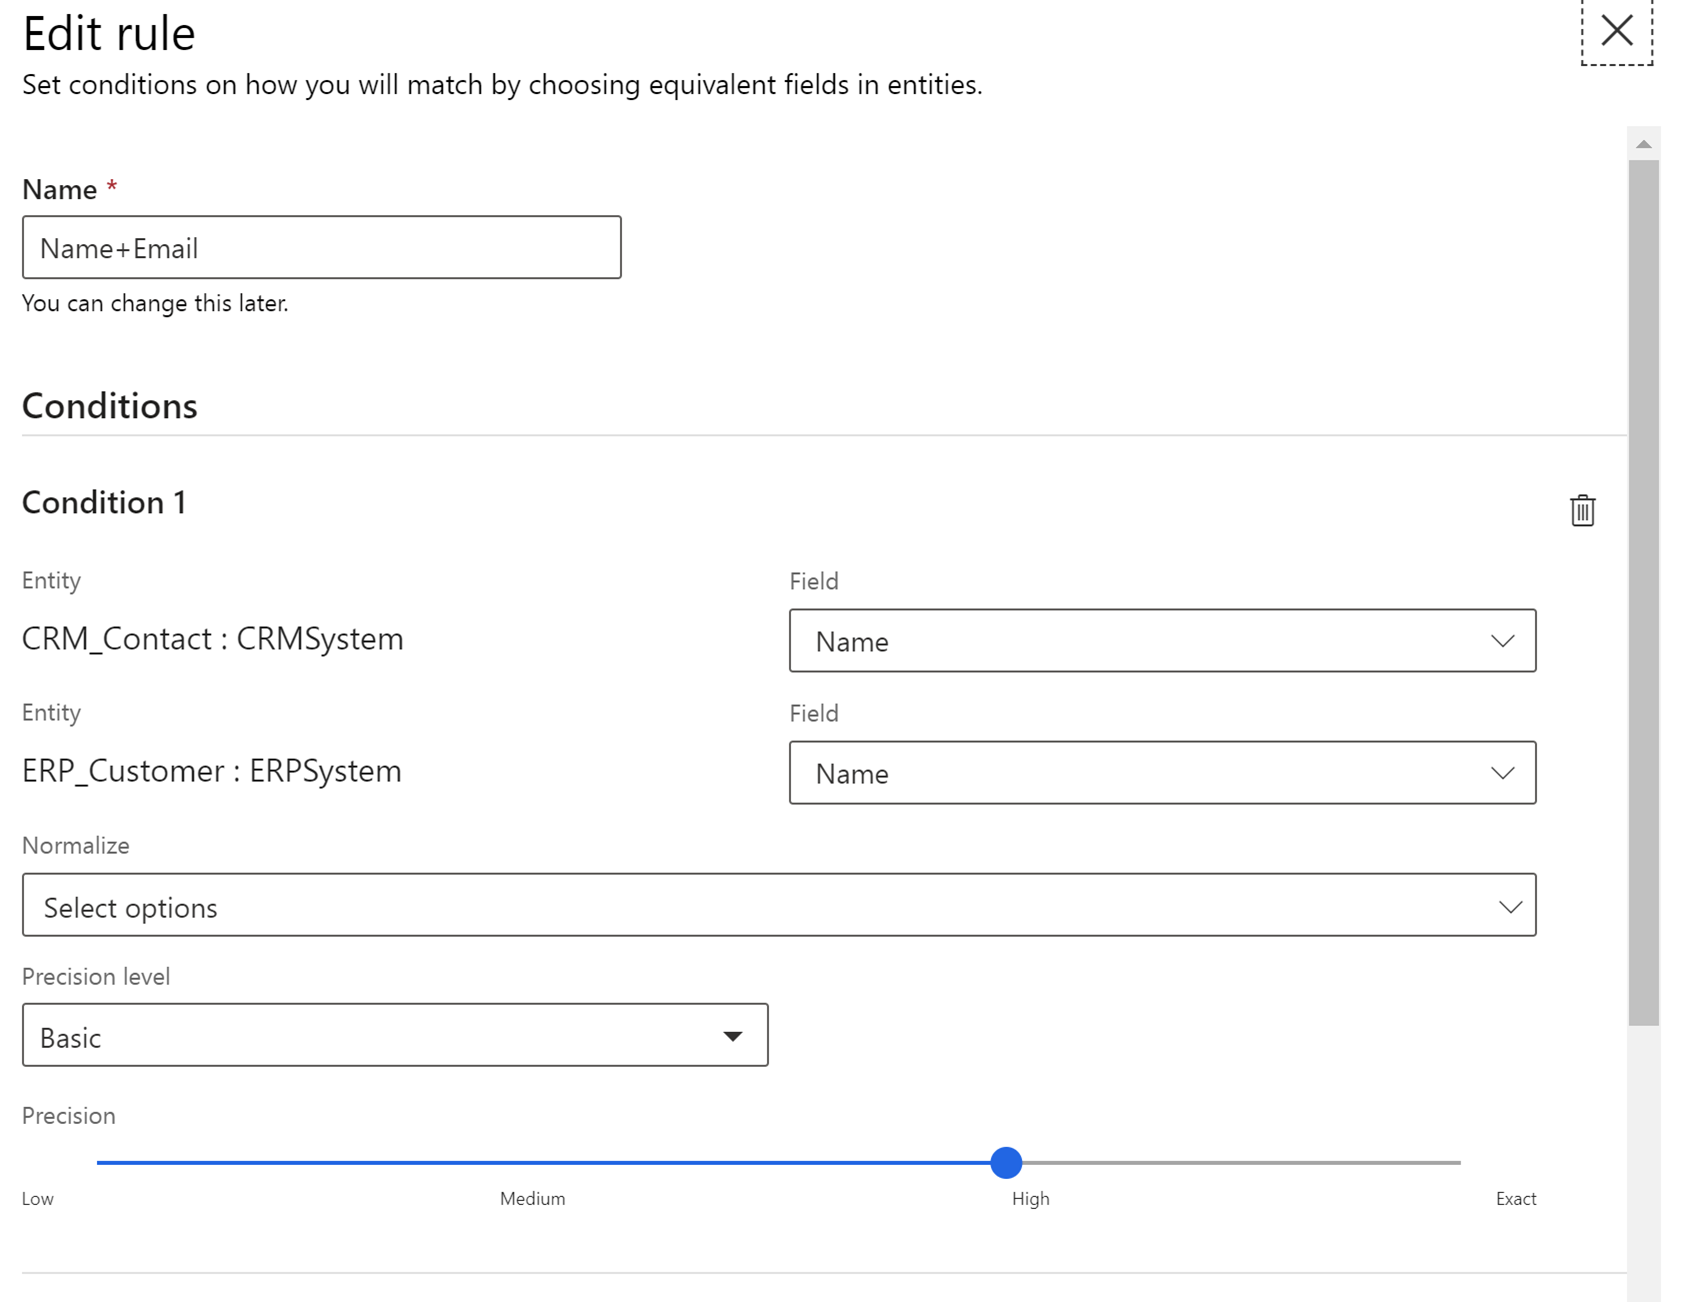 Edit rule
Set conditions on how you will match by choosing equivalent fields in entities.
Name *
Name+Email
You can change this later.
Conditions
Condition 1
Entity
Field
CRM_Contact : CRMSystem
Name
Entity
Field
ERP_Customer : ERPSystem
Name
Normalize
Select options
Precision level
Basic
Precision
Low Medium High Exact